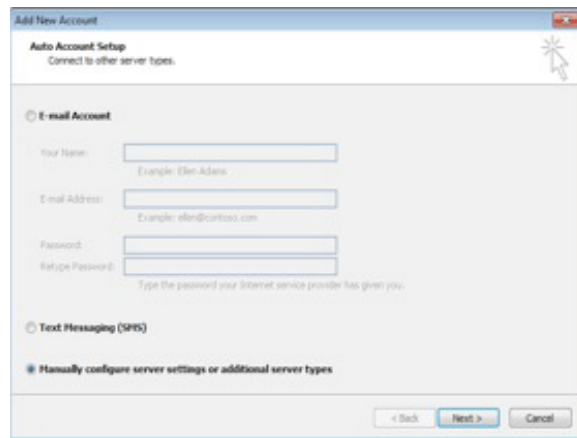 Add New Account
Auto Account Setup
Connect to other server types.
E-mail Account
Your Name:
Example: Ellen Adams
E-mail Address:
Example: ellen@contoso.com
Password:
Retype Password:
Type the password your Internet service provider has given you.
Text Messaging (SMS)
Manually configure server settings or additional server types
< Back Next > Cancel